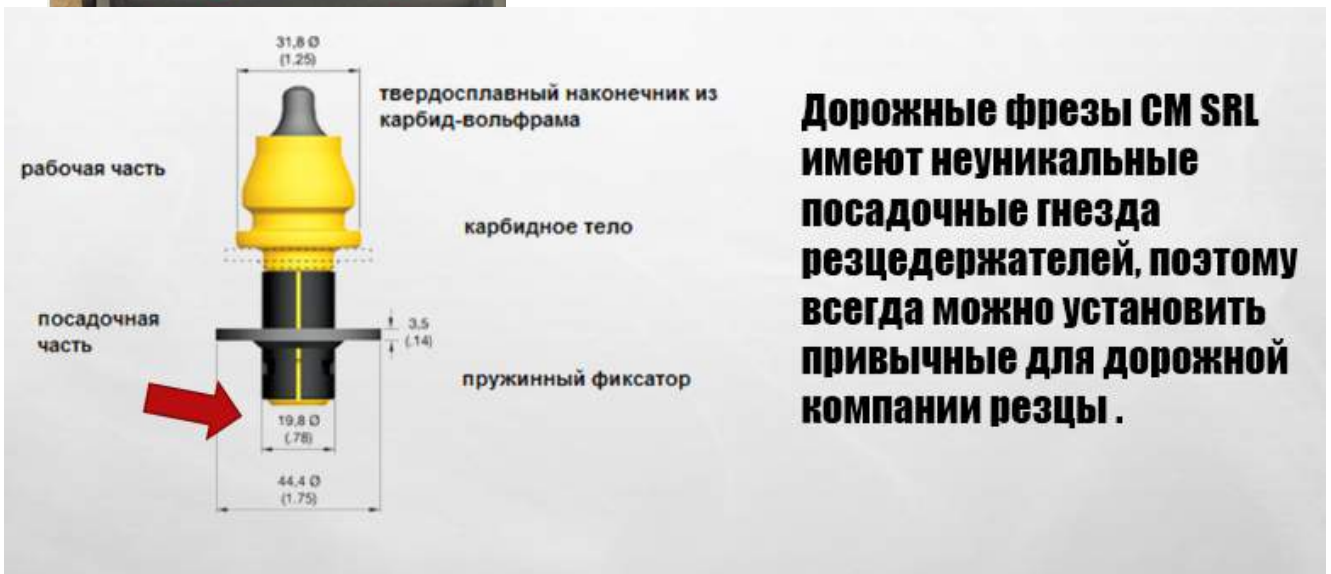 31,8 Ø
(1.25)
твердосплавный наконечник из
карбид-вольфрама
рабочая часть
карбидное тело
посадочная
часть
3,5
(.14)
пружинный фиксатор
19,8 Ø
(.78)
44,4 Ø
(1.75)
Дорожные фрезы CM SRL
имеют неуникальные
посадочные гнезда
резцедержателей, поэтому
всегда можно установить
привычные для дорожной
компании резцы .